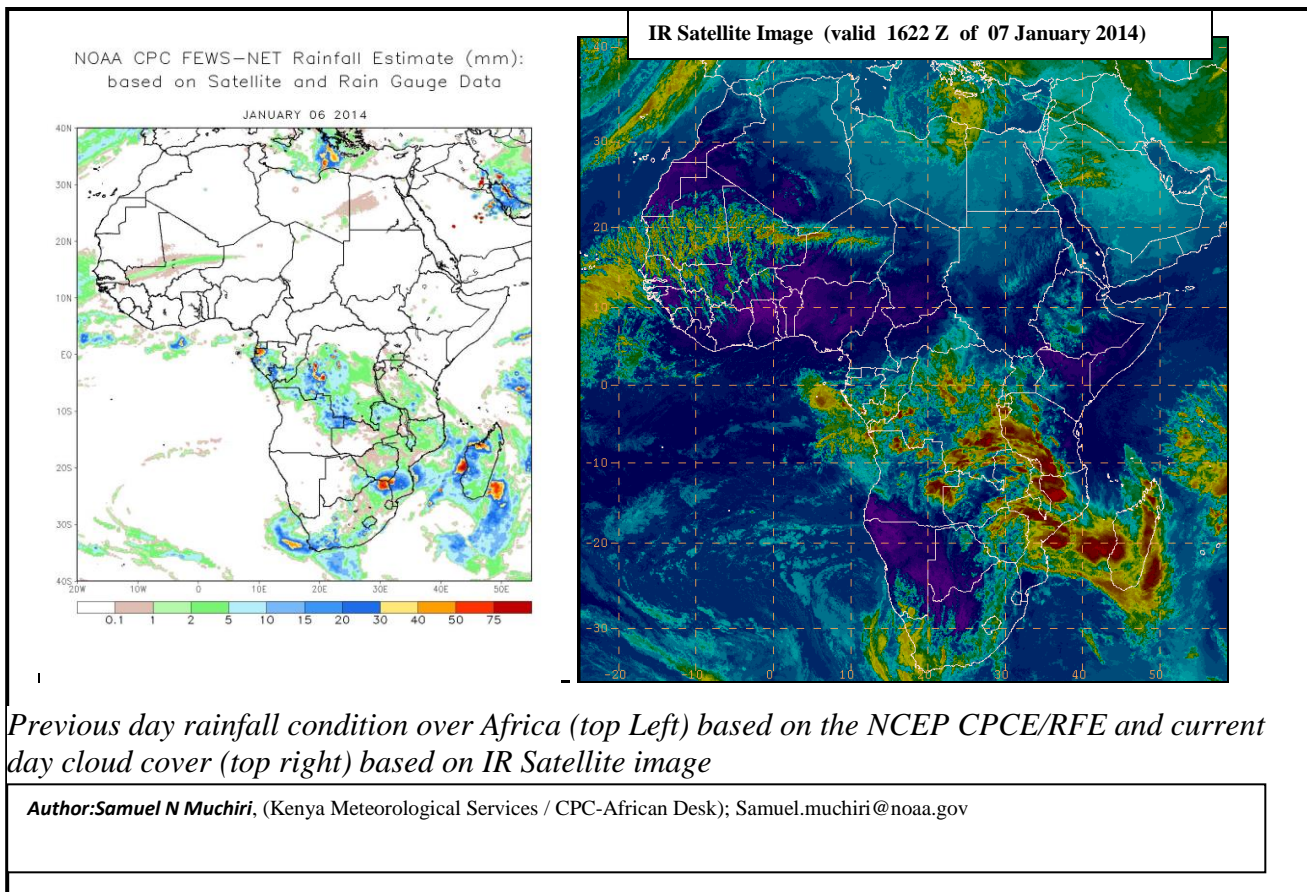 NOAA CPC FEWS-NET Rainfall Estimate (mm):
based on Satellite and Rain Gauge Data
JANUARY 06 2014
40N
30N
20N
10N
EQ
10S
20S
30S
40S
20W 10W 0 10E 20E 30E 40E 50E
0.1 1 2 5 10 15 20 30 40 50 75
IR Satellite Image (valid 1622 Z of 07 January 2014)
40
30
20
10
0
-10
-20
-30
-20 -10 0 10 20 30 40 50
Previous day rainfall condition over Africa (top Left) based on the NCEP CPCE/RFE and current
day cloud cover (top right) based on IR Satellite image
Author:Samuel N Muchiri, (Kenya Meteorological Services / CPC-African Desk); Samuel.muchiri@noaa.gov